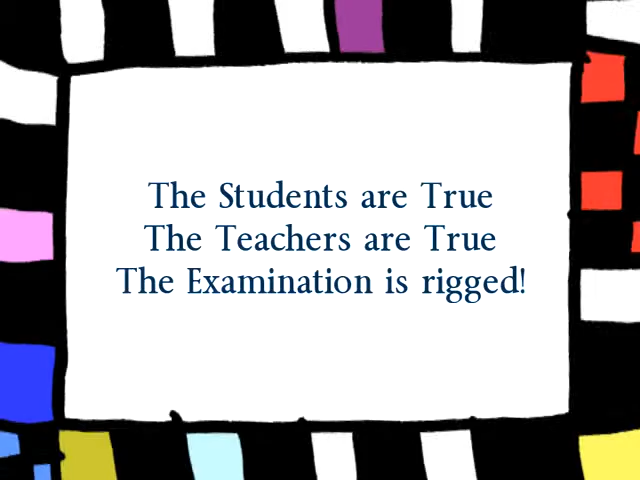 The Students are True
The Teachers are True
The Examination is rigged!